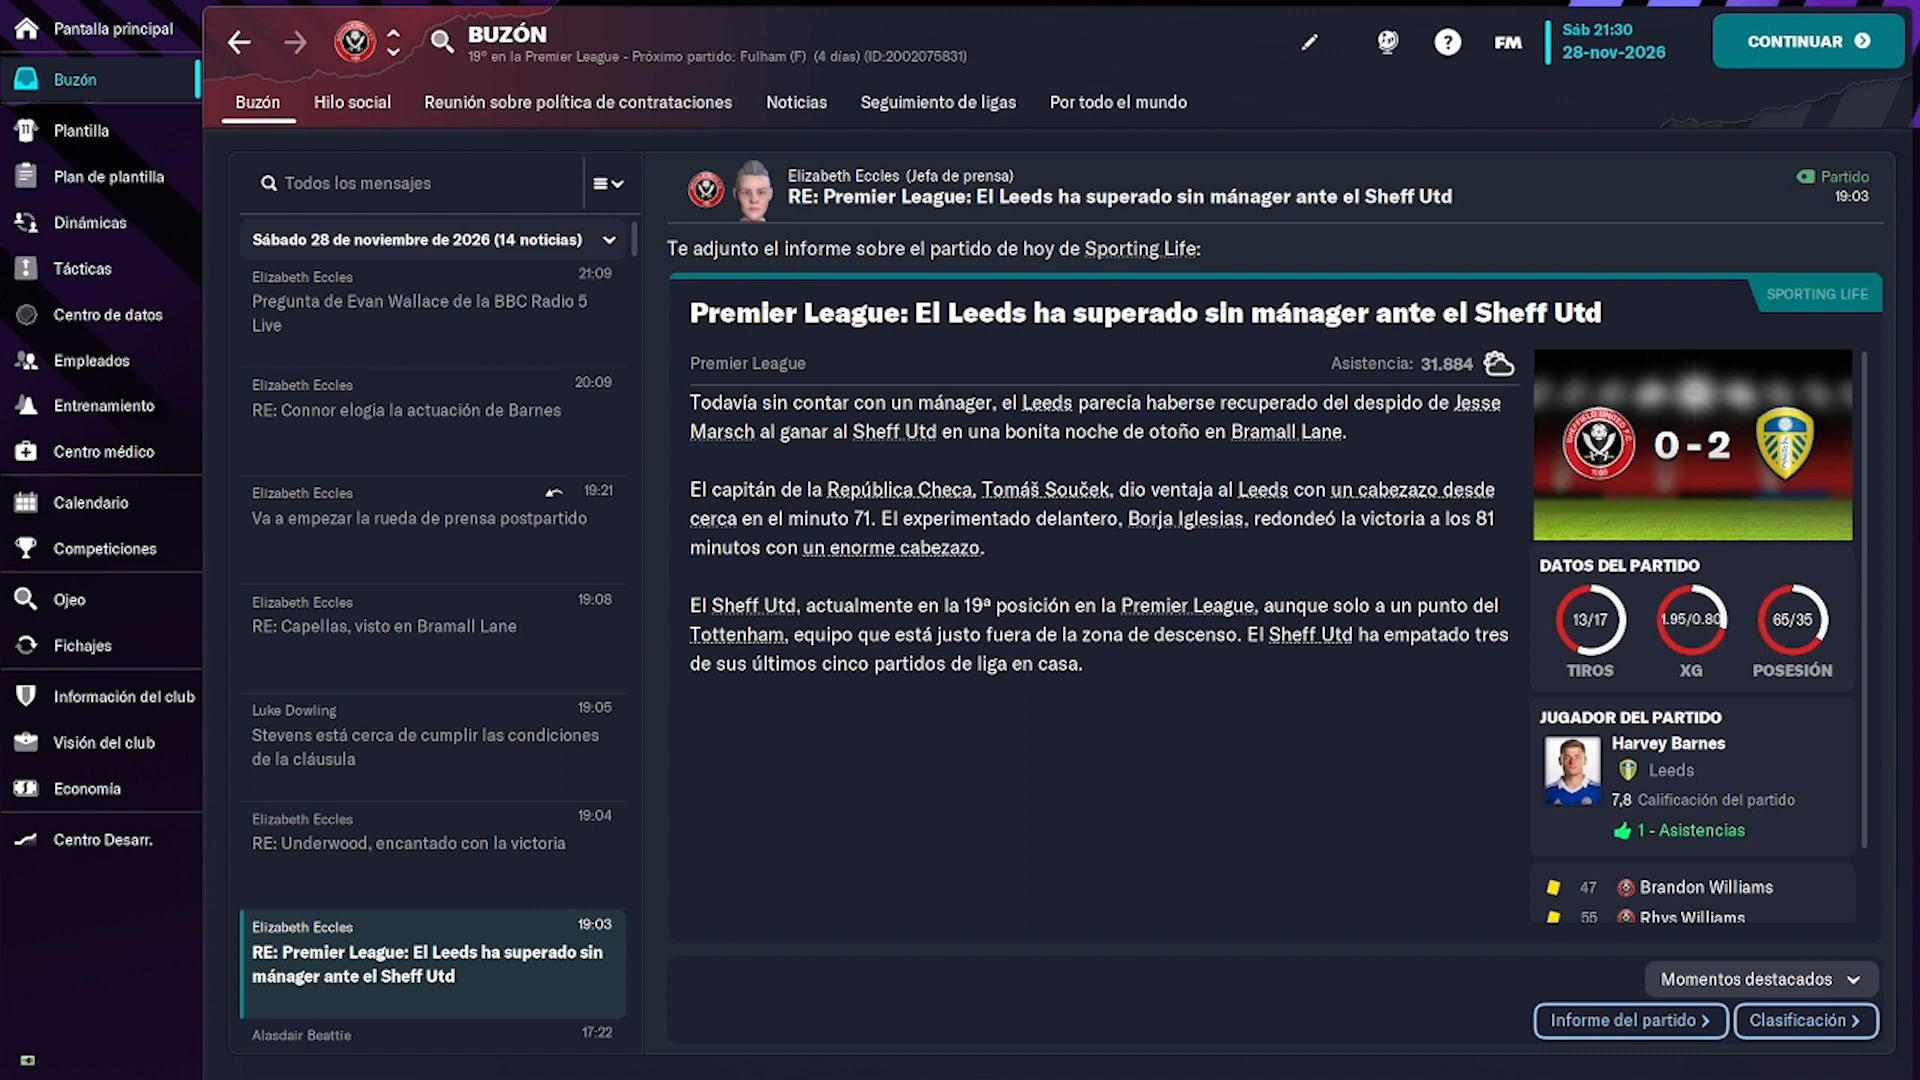 Pantalla principal
Buzón
Plantilla
Plan de plantilla
Dinámicas
Tácticas
Centro de datos
Empleados
Entrenamiento
Centro médico
Calendario
Competiciones
Ojeo
Fichajes
Información del club
Visión del club
Economía
Centro Desarr.
BUZÓN
19º en la Premier League - Próximo partido: Fulham (F) (4 días) (ID:2002075831)
FM
Sáb 21:30
28-nov-2026
CONTINUAR
Buzón
Hilo social
Reunión sobre política de contrataciones
Noticias
Seguimiento de ligas
Por todo el mundo
Todos los mensajes
Sábado 28 de noviembre de 2026 (14 noticias)
Elizabeth Eccles 21:09
Pregunta de Evan Wallace de la BBC Radio 5
Live
Elizabeth Eccles 20:09
RE: Connor elogia la actuación de Barnes
Elizabeth Eccles 19:21
Va a empezar la rueda de prensa postpartido
Elizabeth Eccles 19:08
RE: Capellas, visto en Bramall Lane
Luke Dowling 19:05
Stevens está cerca de cumplir las condiciones
de la cláusula
Elizabeth Eccles 19:04
RE: Underwood, encantado con la victoria
Elizabeth Eccles 19:03
RE: Premier League: El Leeds ha superado sin
mánager ante el Sheff Utd
Alasdair Beattie 17:22
Elizabeth Eccles (Jefa de prensa)
RE: Premier League: El Leeds ha superado sin mánager ante el Sheff Utd
Partido
19:03
Te adjunto el informe sobre el partido de hoy de Sporting Life:
SPORTING LIFE
Premier League: El Leeds ha superado sin mánager ante el Sheff Utd
Premier League
Asistencia: 31.884
Todavía sin contar con un mánager, el Leeds parecía haberse recuperado del despido de Jesse
Marsch al ganar al Sheff Utd en una bonita noche de otoño en Bramall Lane.
El capitán de la República Checa, Tomáš Souček, dio ventaja al Leeds con un cabezazo desde
cerca en el minuto 71. El experimentado delantero, Borja Iglesias, redondeó la victoria a los 81
minutos con un enorme cabezazo.
El Sheff Utd, actualmente en la 19ª posición en la Premier League, aunque solo a un punto del
Tottenham, equipo que está justo fuera de la zona de descenso. El Sheff Utd ha empatado tres
de sus últimos cinco partidos de liga en casa.
0 - 2
DATOS DEL PARTIDO
13/17
1.95/0.80
65/35
TIROS
XG
POSESIÓN
JUGADOR DEL PARTIDO
Harvey Barnes
Leeds
7,8 Calificación del partido
1 - Asistencias
47 Brandon Williams
55 Rhys Williams
Momentos destacados
Informe del partido
Clasificación